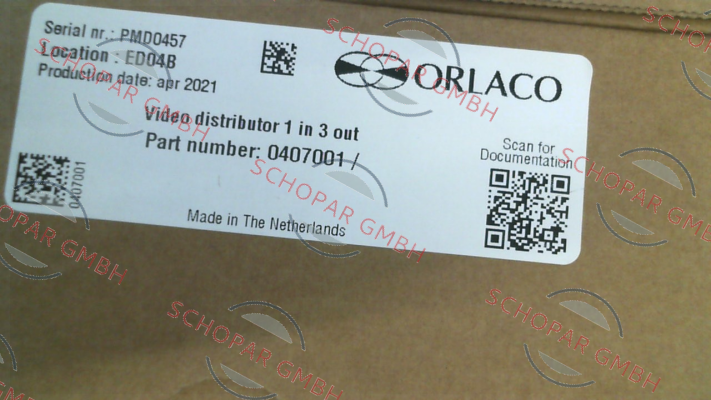 Serial nr.: PMD0457
Location : ED04B
Production date: apr 2021
ORLACO
Video distributor 1 in 3 out
Part number: 0407001 /
Scan for
Documentation
0407001
Made in The Netherlands
SCHOPAR GMBH
SCHOPAR GMBH
SCHOPAR GMBH
SCHOPAR GMBH
SCHOPAR GMBH
SCHOPAR GMBH
SCHOPAR GMBH
SCHOPAR